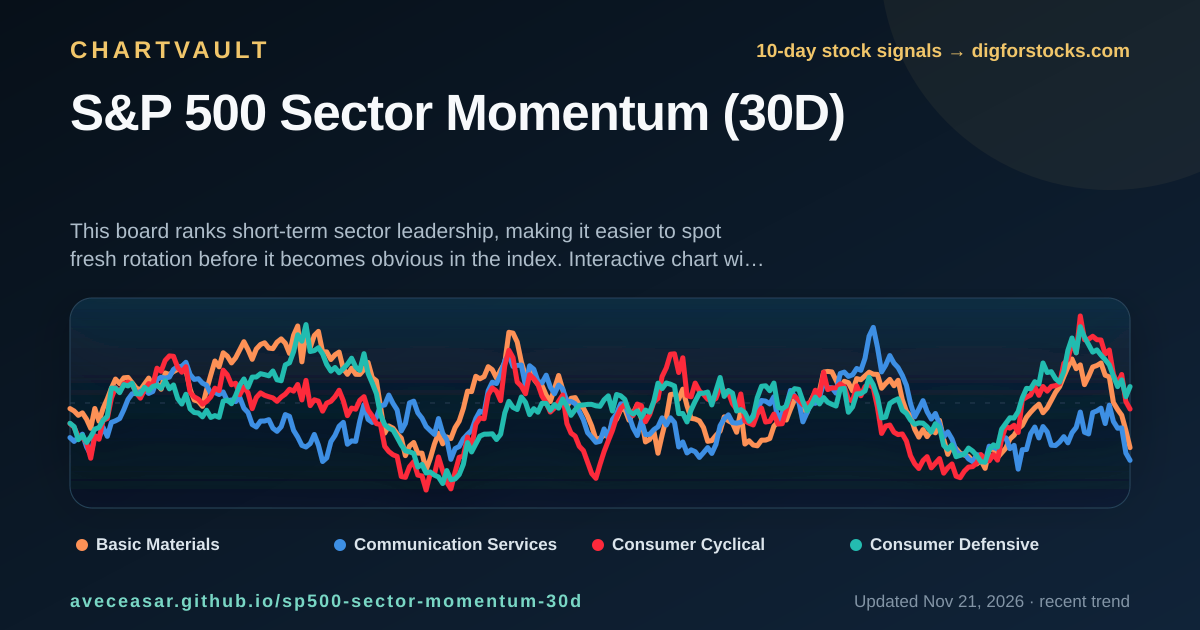 CHARTVAULT
10-day stock signals → digforstocks.com
S&P 500 Sector Momentum (30D)
This board ranks short-term sector leadership, making it easier to spot
fresh rotation before it becomes obvious in the index. Interactive chart wi…
Basic Materials
Communication Services
Consumer Cyclical
Consumer Defensive
aveceasar.github.io/sp500-sector-momentum-30d
Updated Nov 21, 2026 · recent trend